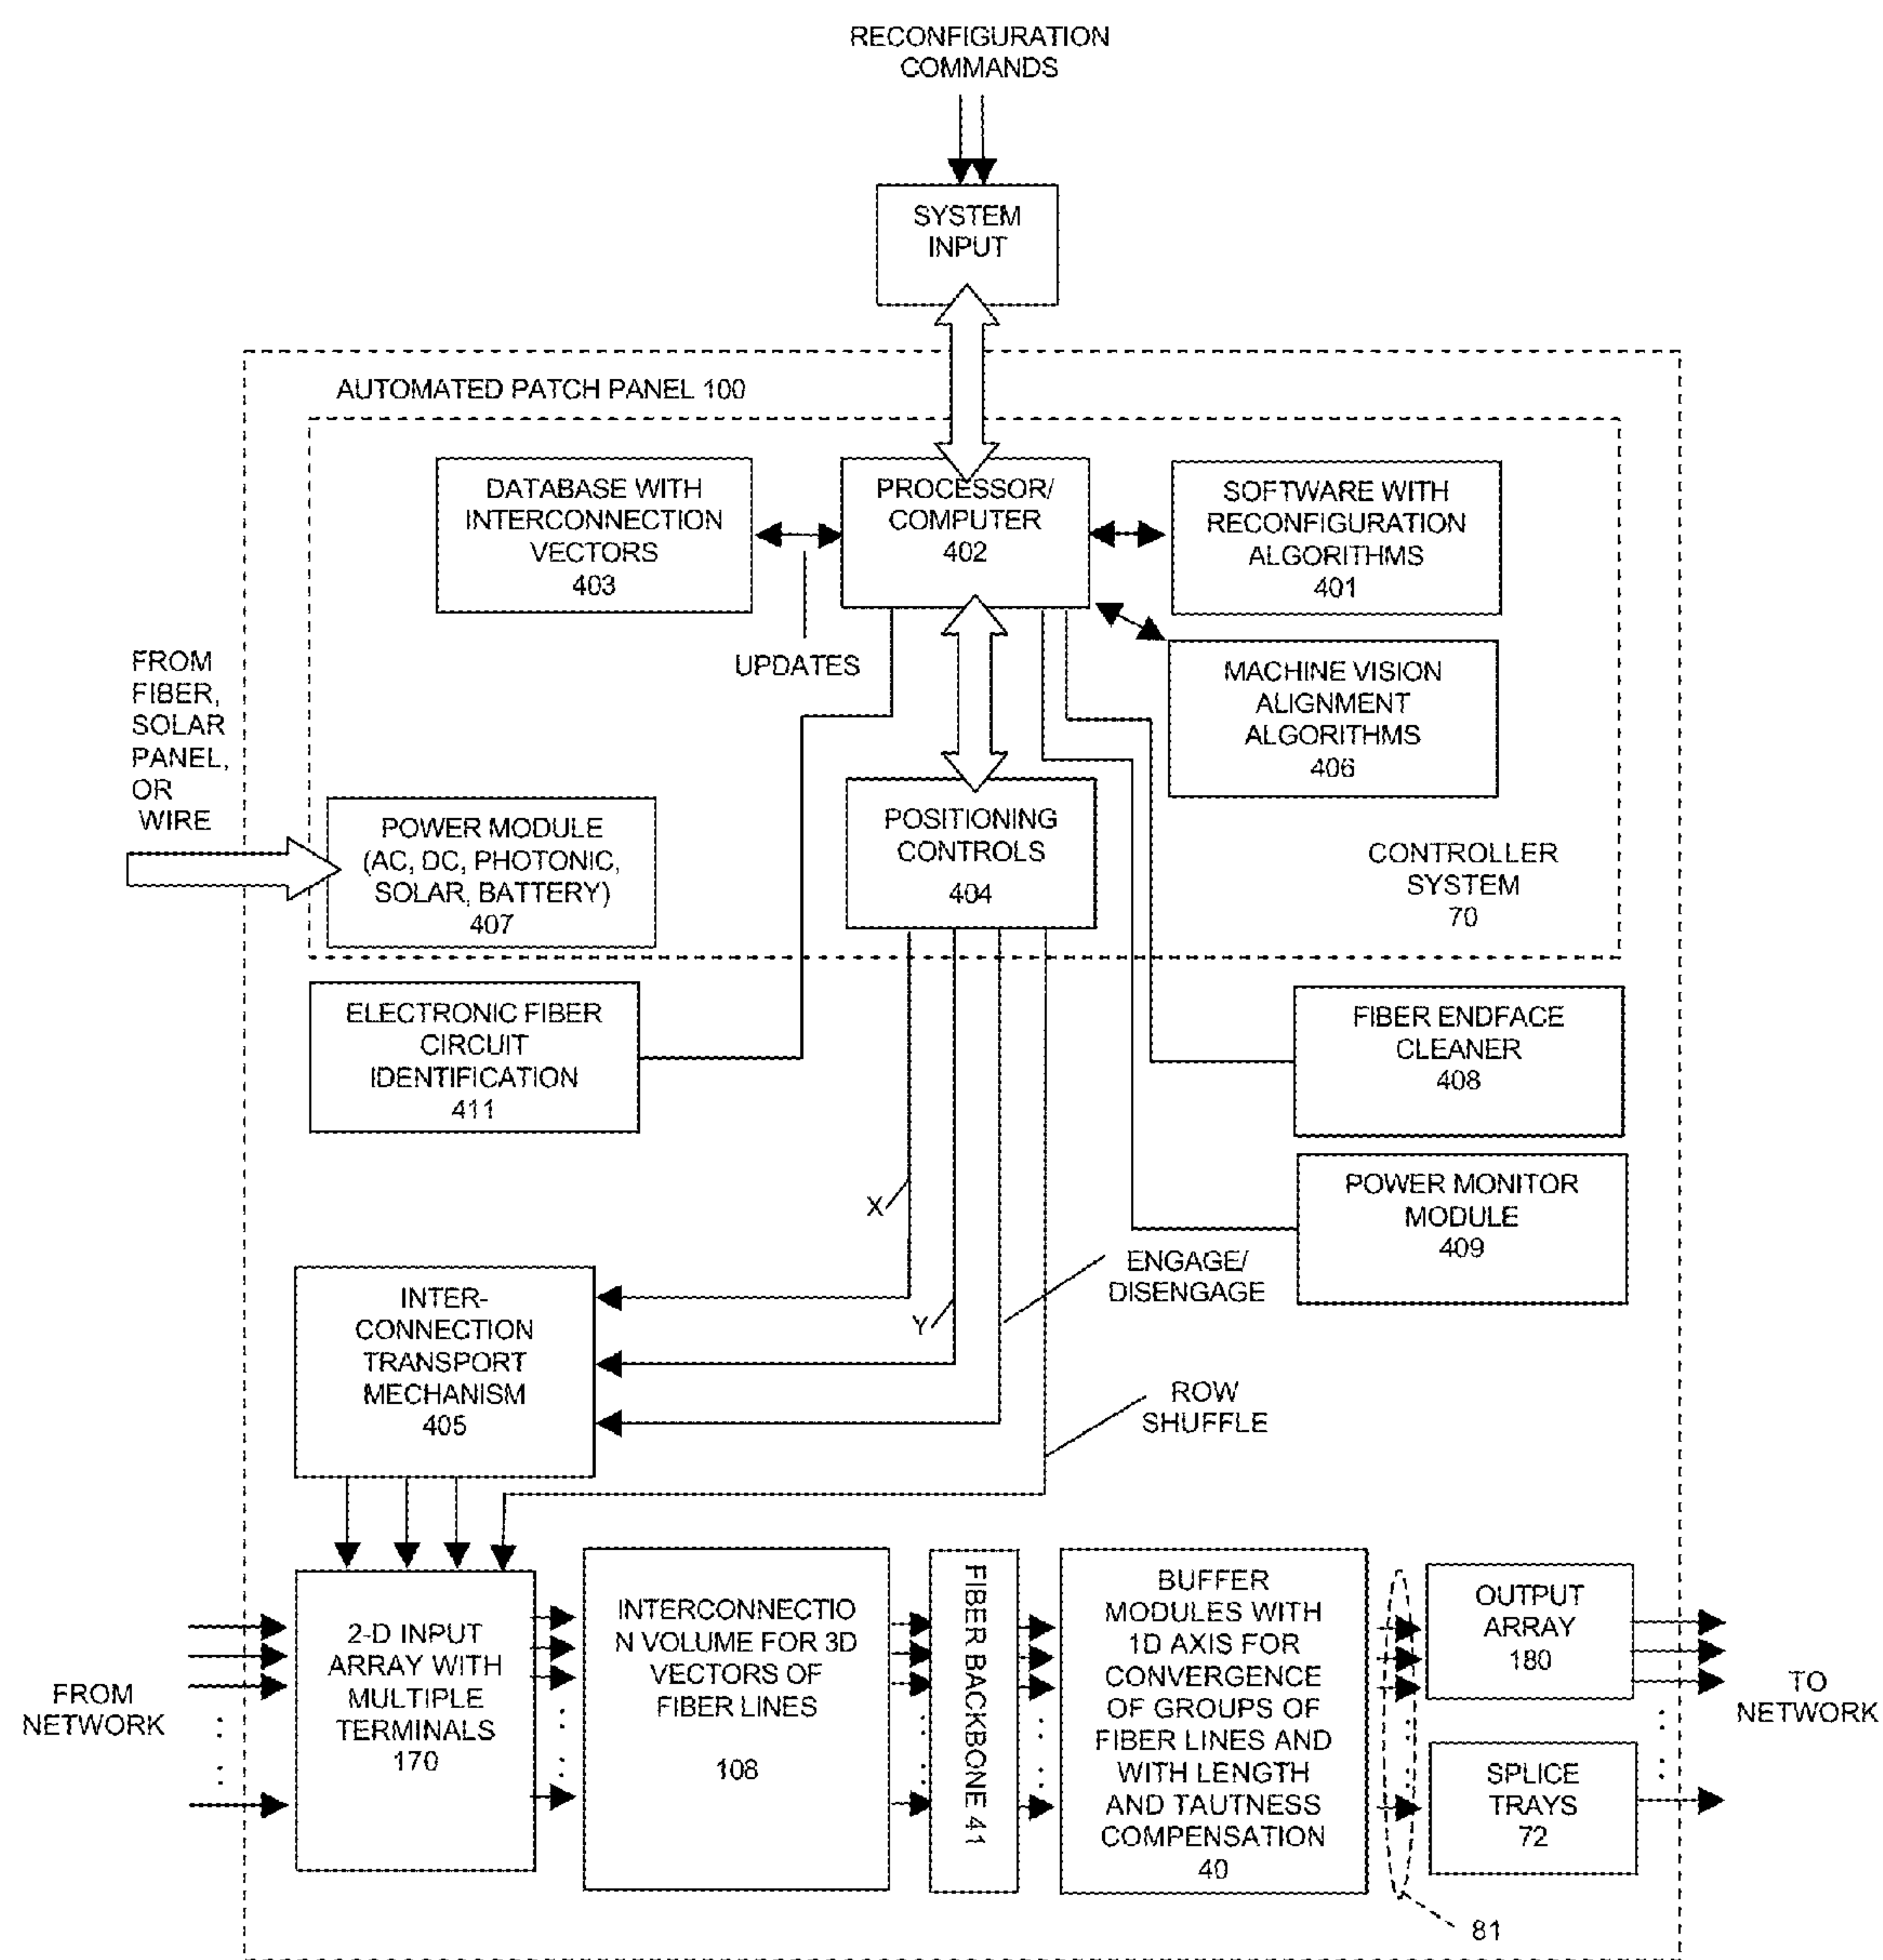 RECONFIGURATION
COMMANDS
SYSTEM
INPUT
AUTOMATED PATCH PANEL 100
DATABASE WITH
INTERCONNECTION
VECTORS
403
PROCESSOR/
COMPUTER
402
SOFTWARE WITH
RECONFIGURATION
ALGORITHMS
401
UPDATES
MACHINE VISION
ALIGNMENT
ALGORITHMS
406
FROM
FIBER,
SOLAR
PANEL,
OR
WIRE
POWER MODULE
(AC, DC, PHOTONIC,
SOLAR, BATTERY)
407
POSITIONING
CONTROLS
404
CONTROLLER
SYSTEM
70
ELECTRONIC FIBER
CIRCUIT
IDENTIFICATION
411
FIBER ENDFACE
CLEANER
408
POWER MONITOR
MODULE
409
X
Y
ENGAGE/
DISENGAGE
INTER-
CONNECTION
TRANSPORT
MECHANISM
405
ROW
SHUFFLE
FROM
NETWORK
2-D INPUT
ARRAY WITH
MULTIPLE
TERMINALS
170
INTERCONNECTIO
N VOLUME FOR 3D
VECTORS OF
FIBER LINES
108
FIBER BACKBONE 41
BUFFER
MODULES WITH
1D AXIS FOR
CONVERGENCE
OF GROUPS OF
FIBER LINES AND
WITH LENGTH
AND TAUTNESS
COMPENSATION
40
OUTPUT
ARRAY
180
SPLICE
TRAYS
72
TO
NETWORK
81